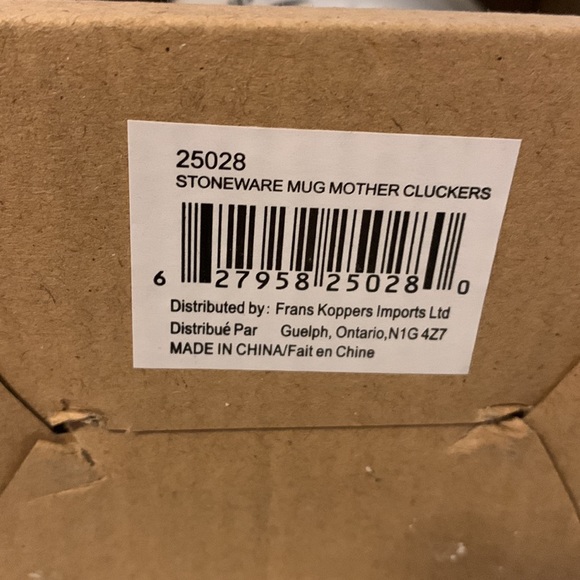 25028
STONEWARE MUG MOTHER CLUCKERS
6 27958 25028 0
Distributed by: Frans Koppers Imports Ltd
Distribué Par Guelph, Ontario,N1G 4Z7
MADE IN CHINA/Fait en Chine